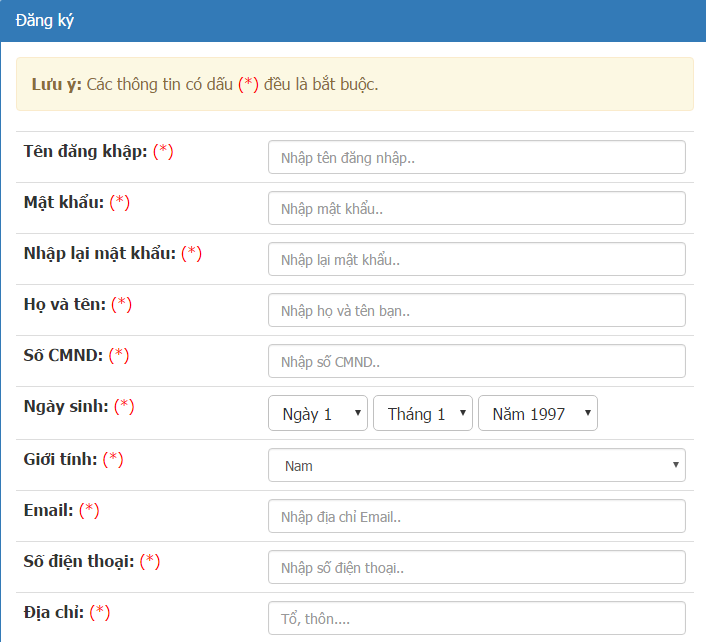 Đăng ký
Lưu ý: Các thông tin có dấu (*) đều là bắt buộc.
Tên đăng khập: (*)
Nhập tên đăng nhập..
Mật khẩu: (*)
Nhập mật khẩu..
Nhập lại mật khẩu: (*)
Nhập lại mật khẩu..
Họ và tên: (*)
Nhập họ và tên bạn..
Số CMND: (*)
Nhập số CMND..
Ngày sinh: (*)
Ngày 1 Tháng 1 Năm 1997
Giới tính: (*)
Nam
Email: (*)
Nhập địa chỉ Email..
Số điện thoại: (*)
Nhập số điện thoại..
Địa chỉ: (*)
Tổ, thôn....